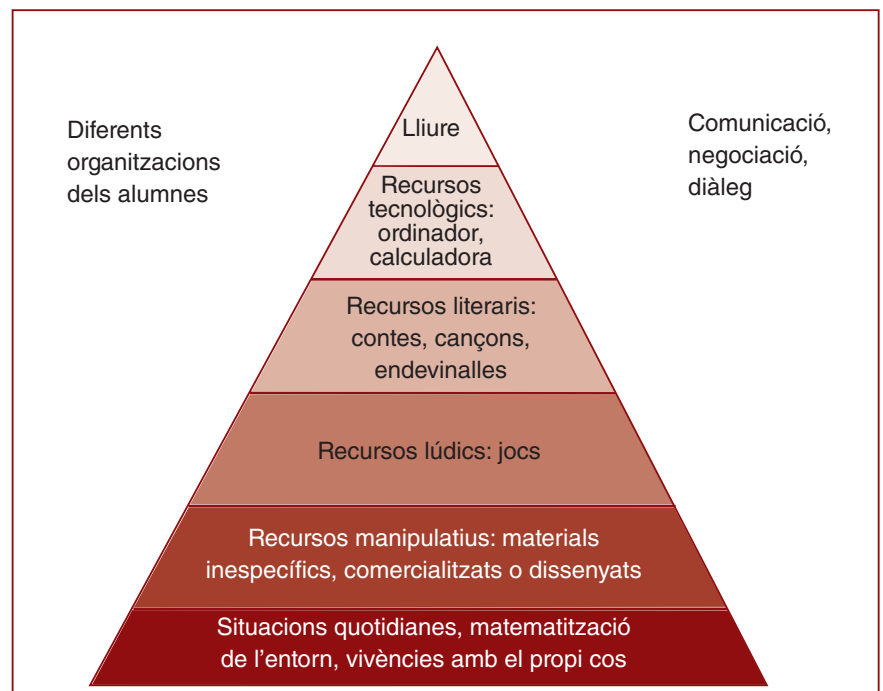 Diferents
organitzacions
dels alumnes
Comunicació,
negociació,
diàleg
Lliure
Recursos
tecnològics:
ordinador,
calculadora
Recursos literaris:
contes, cançons,
endevinalles
Recursos lúdics: jocs
Recursos manipulatius: materials
inespecífics, comercialitzats o dissenyats
Situacions quotidianes, matematització
de l’entorn, vivències amb el propi cos